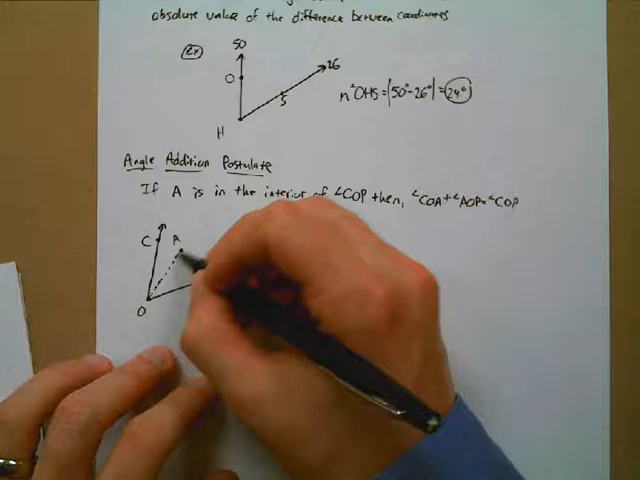 absolute value of the difference between coordinates
Ex
50
O
26
S
H
m∠OHS=|50°-26°|=24°
Angle Addition Postulate
If A is in the interior of ∠COP then, ∠COA+∠AOP=∠COP
C
A
O